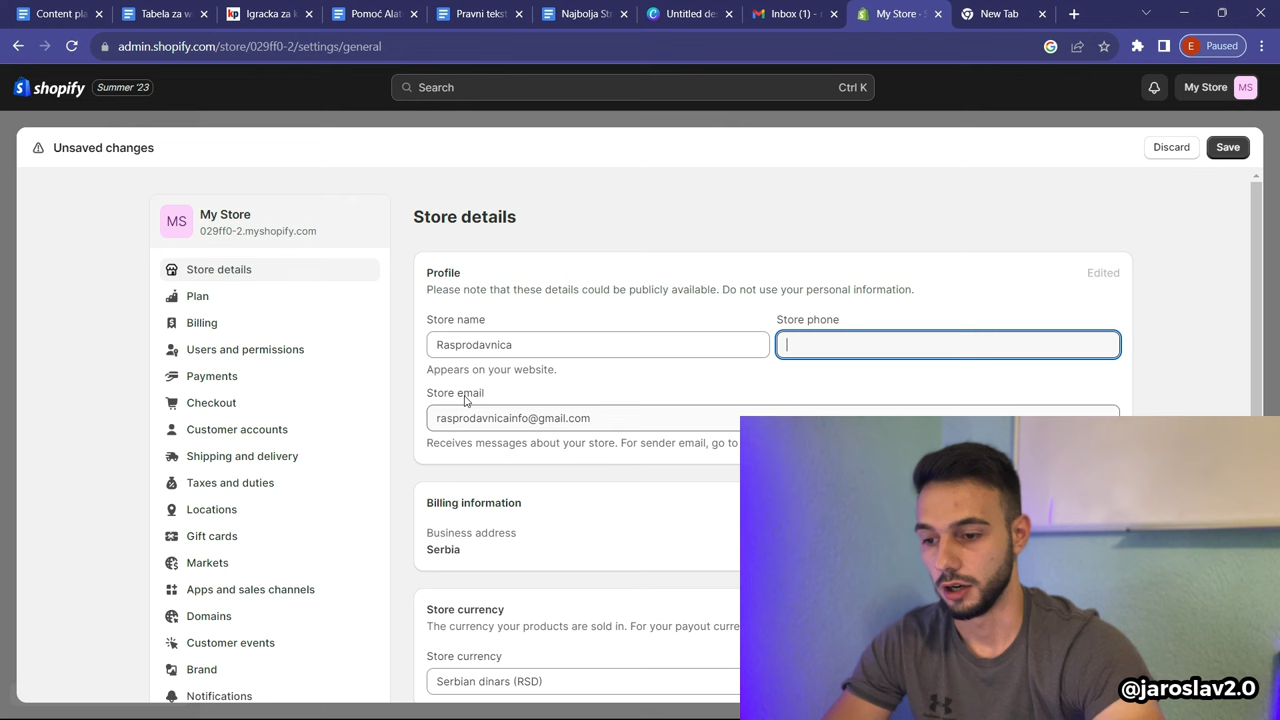 Content pla
Tabela za w
Igracka za k
Pomoć Alat
Pravni tekst
Najbolja St
Untitled de
Inbox (1) -
My Store - S
New Tab
admin.shopify.com/store/029ff0-2/settings/general
E Paused
shopify Summer '23
Search Ctrl K
My Store MS
Unsaved changes
Discard Save
MS My Store
029ff0-2.myshopify.com
Store details
Plan
Billing
Users and permissions
Payments
Checkout
Customer accounts
Shipping and delivery
Taxes and duties
Locations
Gift cards
Markets
Apps and sales channels
Domains
Customer events
Brand
Notifications
Store details
Profile Edited
Please note that these details could be publicly available. Do not use your personal information.
Store name Store phone
Rasprodavnica
Appears on your website.
Store email
rasprodavnicainfo@gmail.com
Receives messages about your store. For sender email, go to
Billing information
Business address
Serbia
Store currency
The currency your products are sold in. For your payout curre
Store currency
Serbian dinars (RSD)
@jaroslav2.0